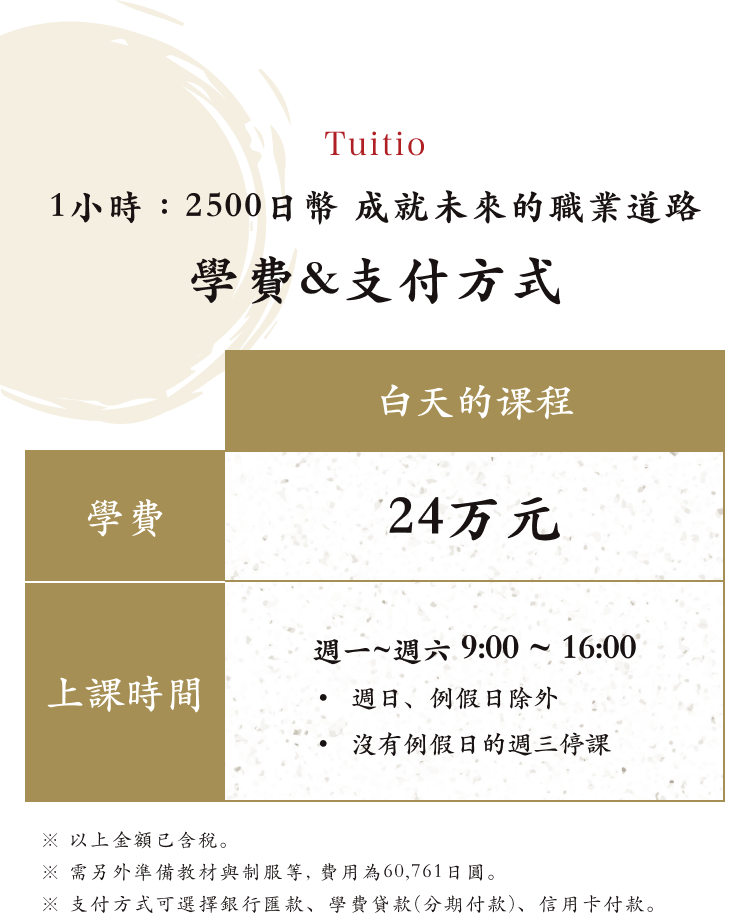 Tuitio
1小時：2500日幣 成就未來的職業道路
學費&支付方式
白天的课程
學費
24万元
上課時間
週一~週六 9:00 ~ 16:00
• 週日、例假日除外
• 沒有例假日的週三停課
※ 以上金額已含稅。
※ 需另外準備教材與制服等, 費用為60,761日圓。
※ 支付方式可選擇銀行匯款、學費貸款(分期付款)、信用卡付款。